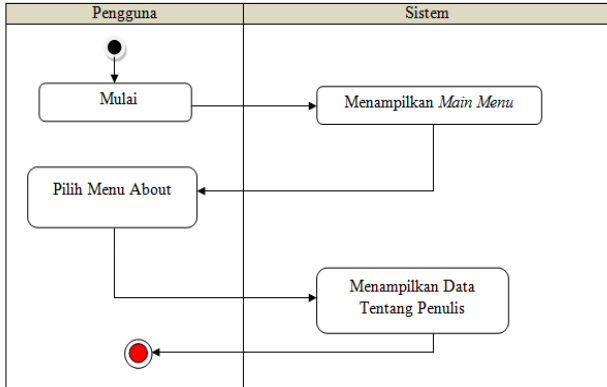 Pengguna
Sistem
Mulai
Menampilkan Main Menu
Pilih Menu About
Menampilkan Data
Tentang Penulis